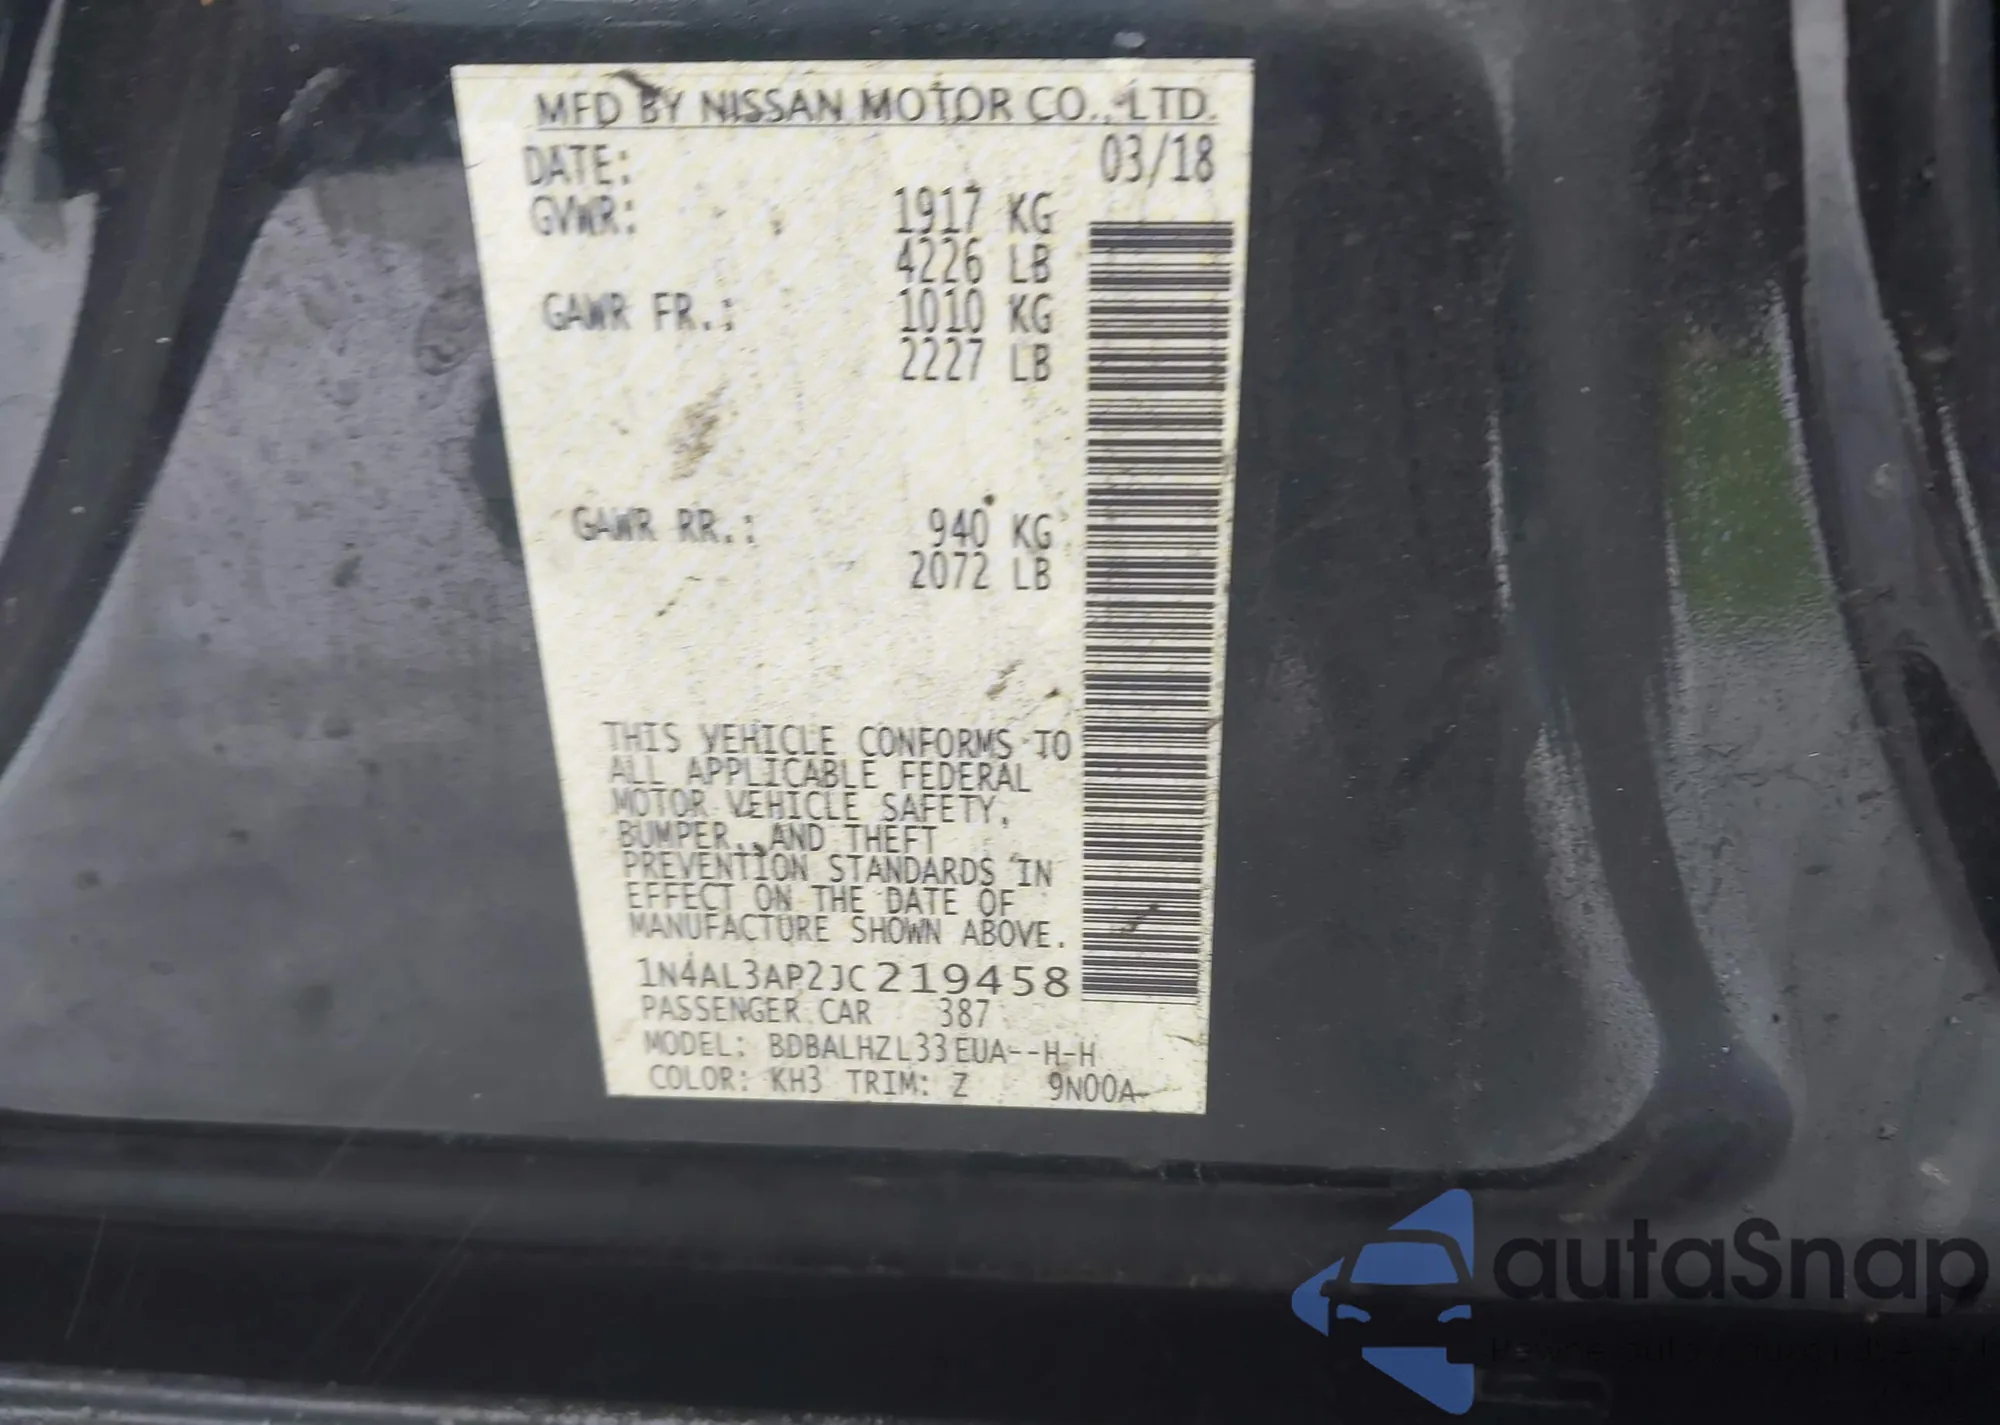 MFD BY NISSAN MOTOR CO., LTD.
DATE: 03/18
GVWR: 1917 KG
4226 LB
GAWR FR.: 1010 KG
2227 LB
GAWR RR.: 940 KG
2072 LB
THIS VEHICLE CONFORMS TO
ALL APPLICABLE FEDERAL
MOTOR VEHICLE SAFETY,
BUMPER, AND THEFT
PREVENTION STANDARDS IN
EFFECT ON THE DATE OF
MANUFACTURE SHOWN ABOVE.
1N4AL3AP2JC219458
PASSENGER CAR 387
MODEL: BDBALHZL33EUA--H-H
COLOR: KH3 TRIM: Z 9N00A-
autaSnap